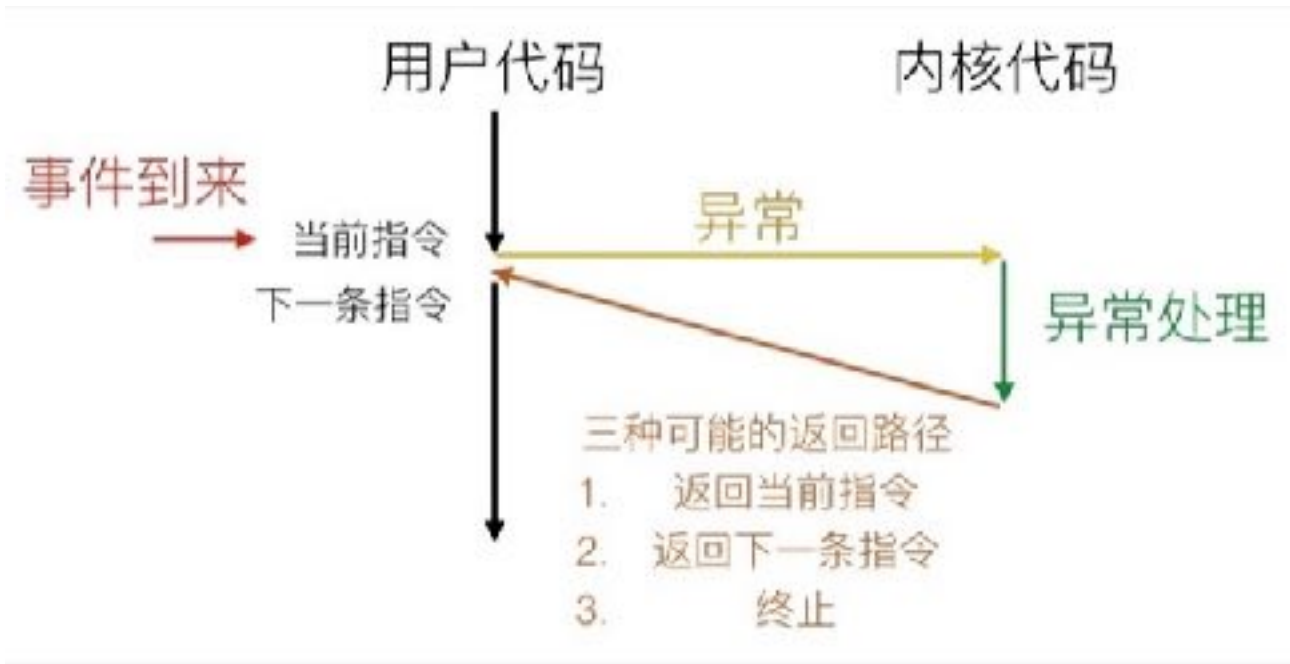 用户代码
内核代码
事件到来
异常
当前指令
下一条指令
异常处理
三种可能的返回路径
1. 返回当前指令
2. 返回下一条指令
3. 终止